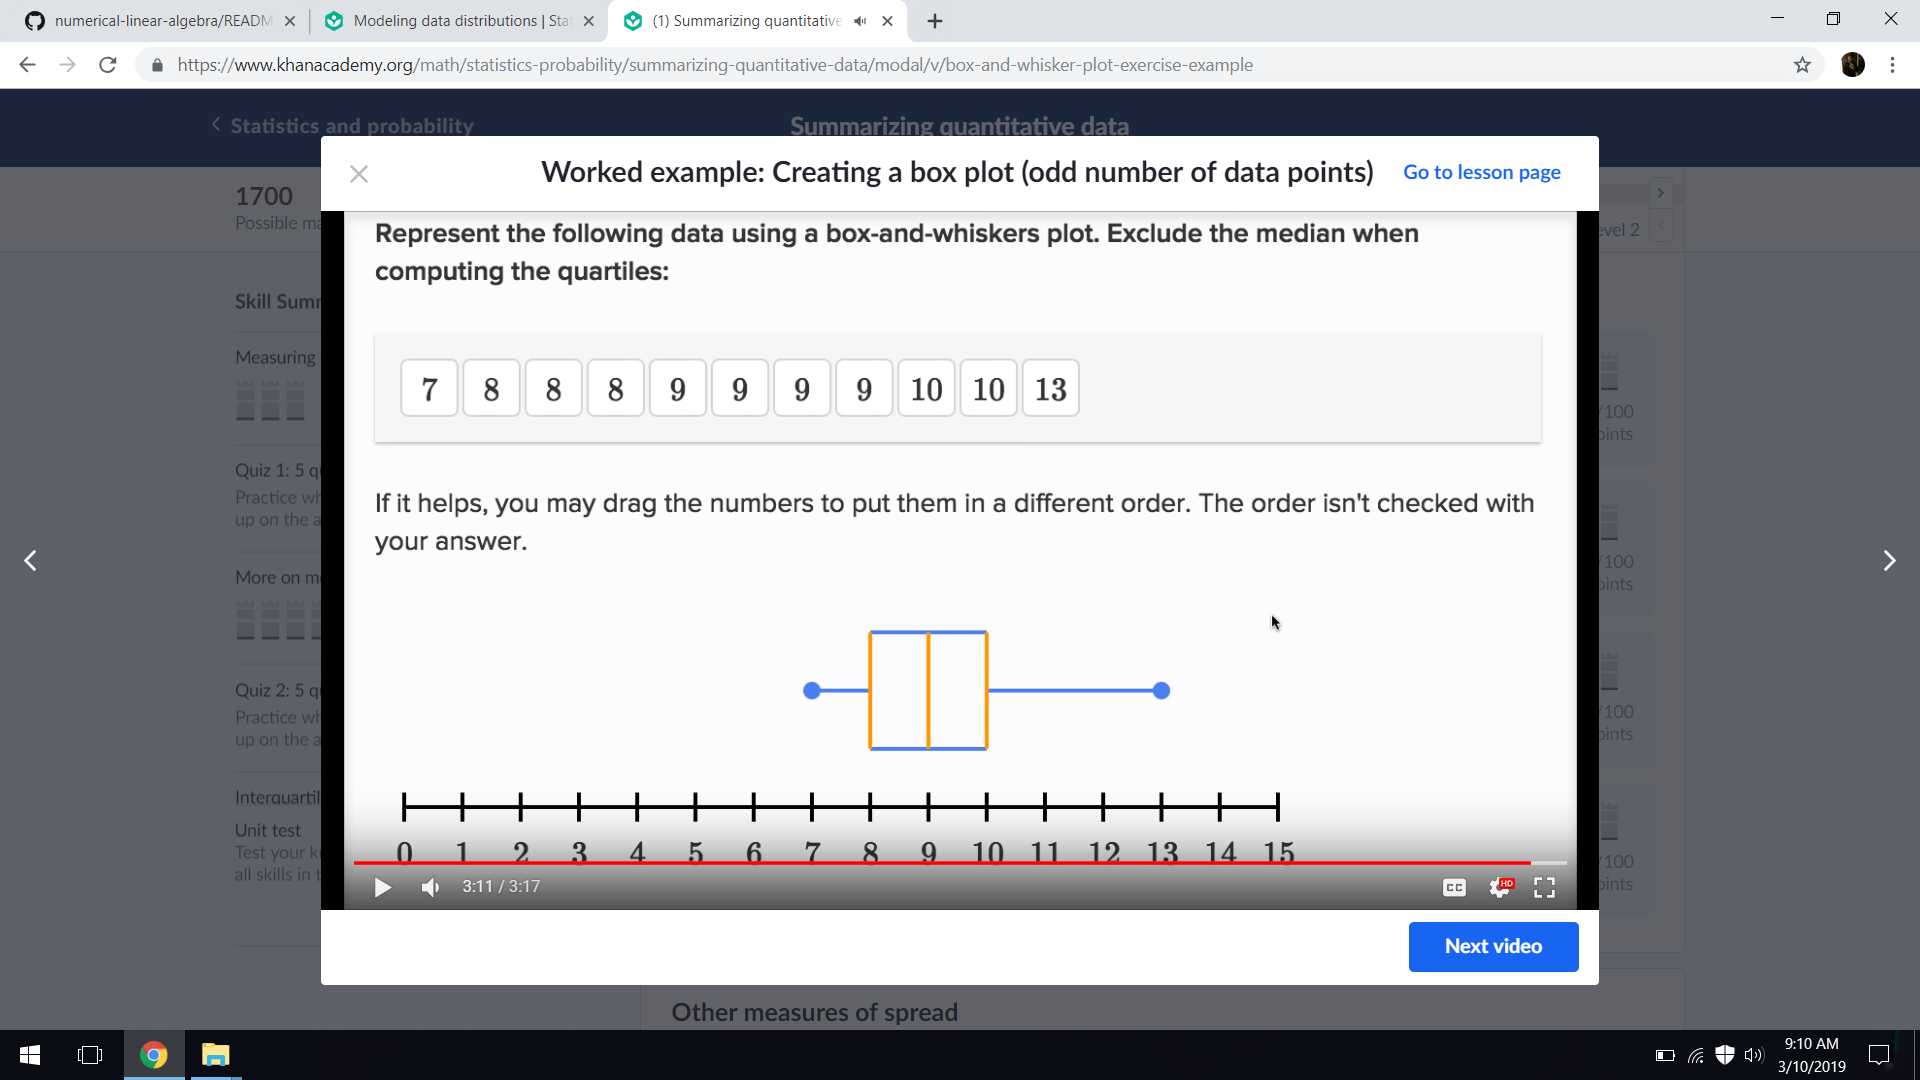 numerical-linear-algebra/READM
Modeling data distributions | Sta
(1) Summarizing quantitative
https://www.khanacademy.org/math/statistics-probability/summarizing-quantitative-data/modal/v/box-and-whisker-plot-exercise-example
Statistics and probability
Summarizing quantitative data
Worked example: Creating a box plot (odd number of data points)
Go to lesson page
1700
Possible ma
evel 2
Represent the following data using a box-and-whiskers plot. Exclude the median when
computing the quartiles:
Skill Summ
Measuring
7 8 8 8 9 9 9 9 10 10 13
/100
oints
Quiz 1: 5 qu
Practice wh
up on the a
If it helps, you may drag the numbers to put them in a different order. The order isn't checked with
your answer.
/100
oints
More on me
Quiz 2: 5 qu
Practice wh
up on the a
/100
oints
Interquartil
Unit test
Test your kn
all skills in t
0 1 2 3 4 5 6 7 8 9 10 11 12 13 14 15
/100
oints
3:11 / 3:17
CC
HD
Next video
Other measures of spread
9:10 AM
3/10/2019